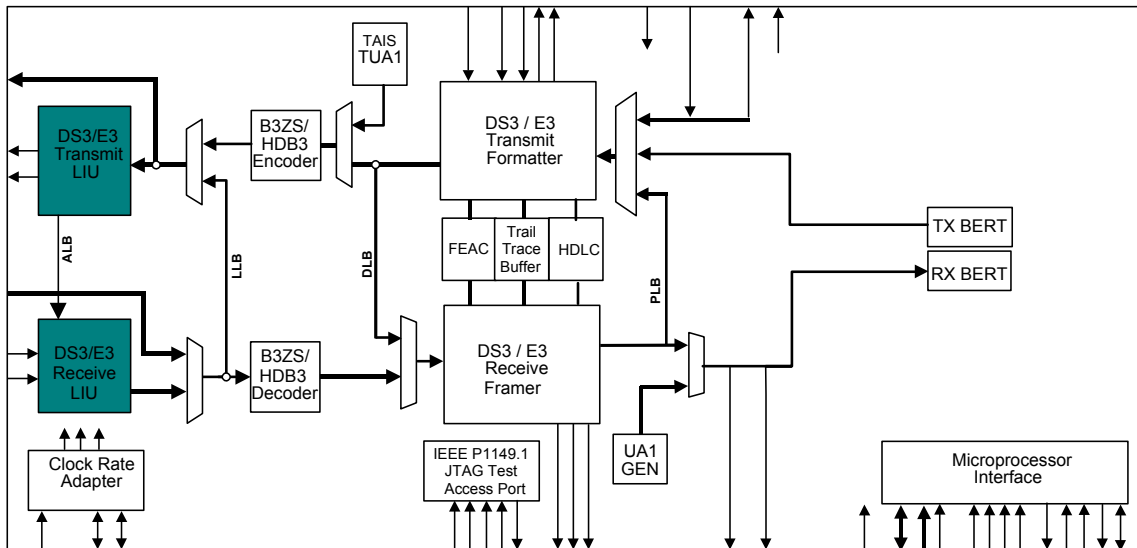 TAIS
TUA1
DS3/E3
Transmit
LIU
B3ZS/
HDB3
Encoder
DS3 / E3
Transmit
Formatter
TX BERT
RX BERT
FEAC
Trail
Trace
Buffer
HDLC
ALB
LLB
DLB
PLB
DS3/E3
Receive
LIU
B3ZS/
HDB3
Decoder
DS3 / E3
Receive
Framer
UA1
GEN
Clock Rate
Adapter
IEEE P1149.1
JTAG Test
Access Port
Microprocessor
Interface